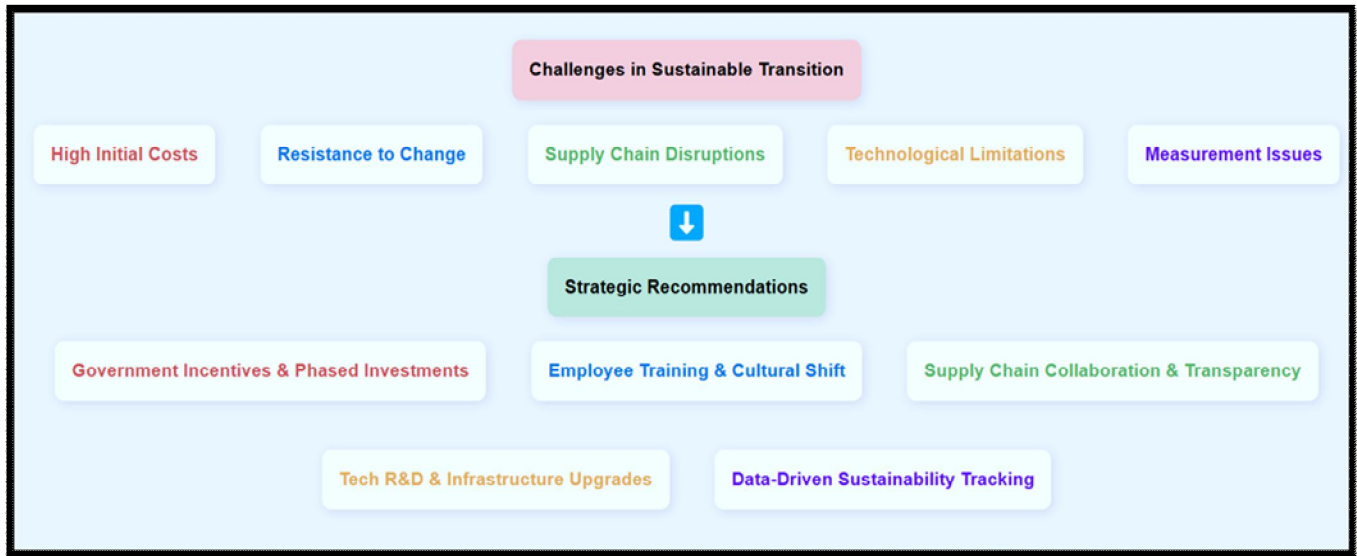 Challenges in Sustainable Transition
High Initial Costs
Resistance to Change
Supply Chain Disruptions
Technological Limitations
Measurement Issues
Strategic Recommendations
Government Incentives & Phased Investments
Employee Training & Cultural Shift
Supply Chain Collaboration & Transparency
Tech R&D & Infrastructure Upgrades
Data-Driven Sustainability Tracking